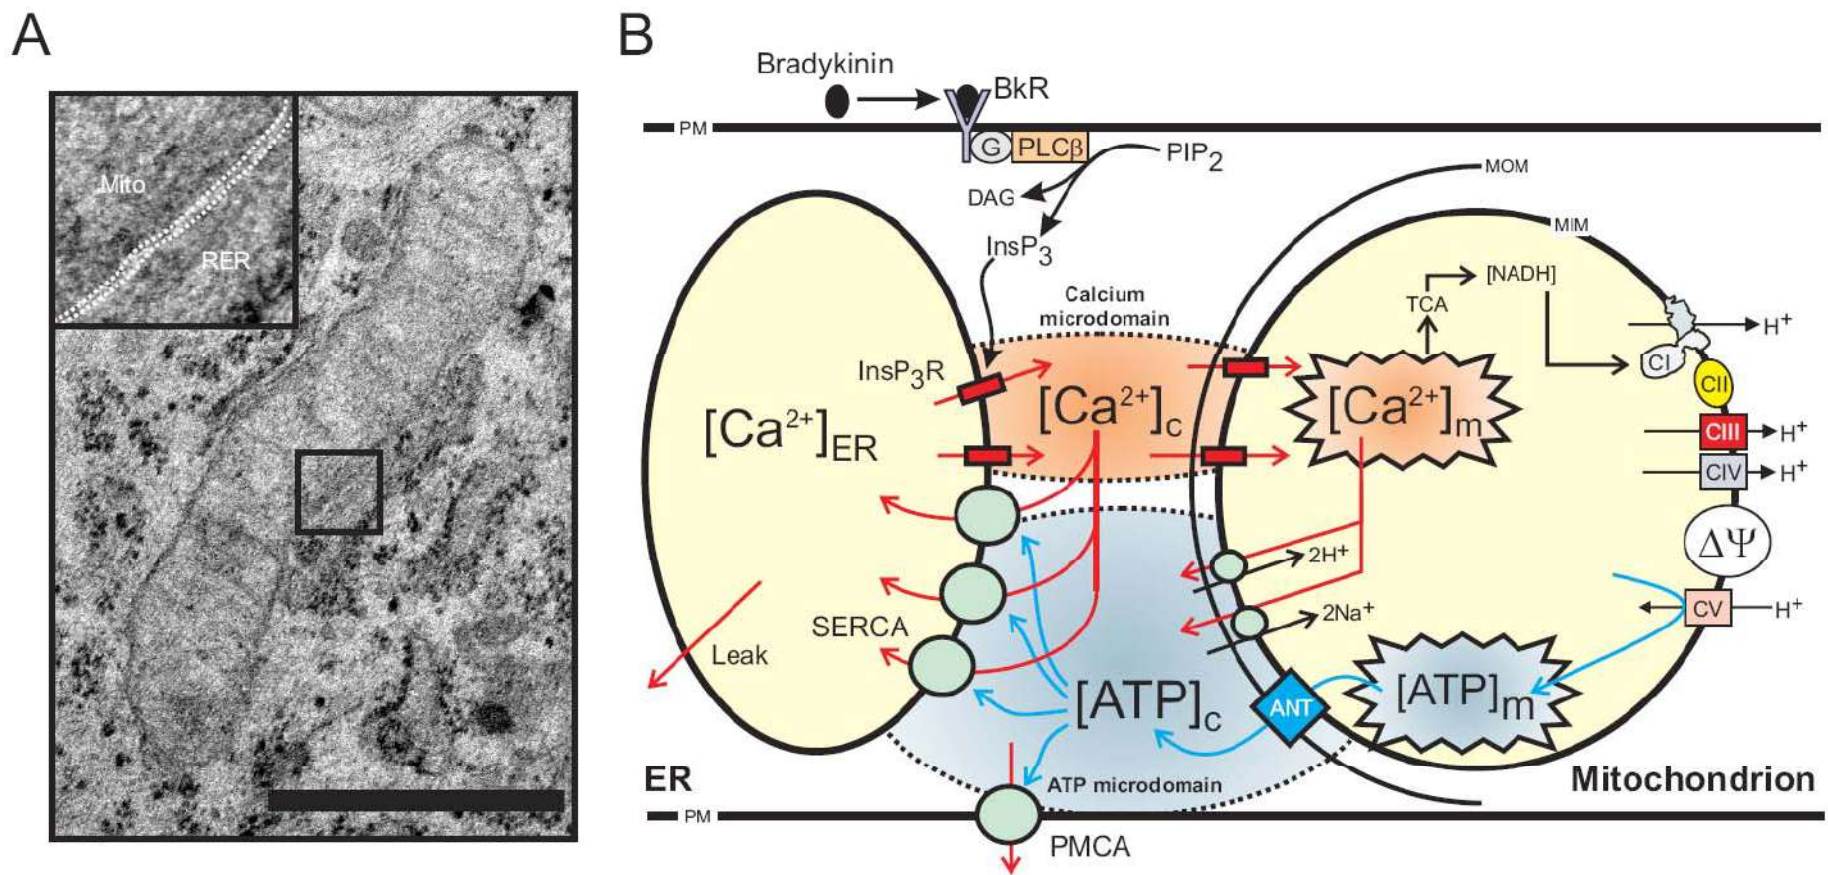 A
Mito
RER
B
Bradykinin
BkR
PM
G
PLCβ
PIP2
DAG
InsP3
MOM
MIM
Calcium
microdomain
[NADH]
TCA
H+
CI
InsP3R
CII
[Ca2+]ER
[Ca2+]c
[Ca2+]m
CIII
H+
CIV
H+
ΔΨ
2H+
2Na+
CV
H+
SERCA
Leak
[ATP]c
ANT
[ATP]m
ER
ATP microdomain
Mitochondrion
PM
PMCA